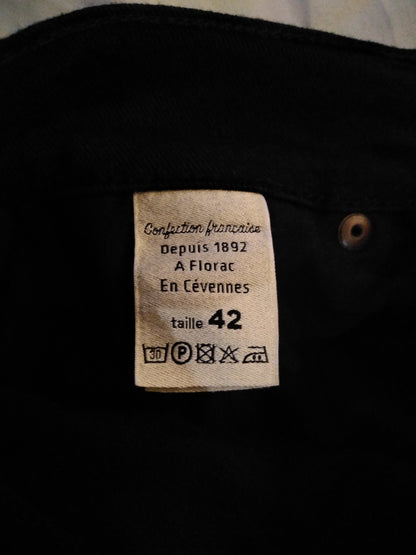 Confection française
Depuis 1892
A Florac
En Cévennes
taille 42
30 P